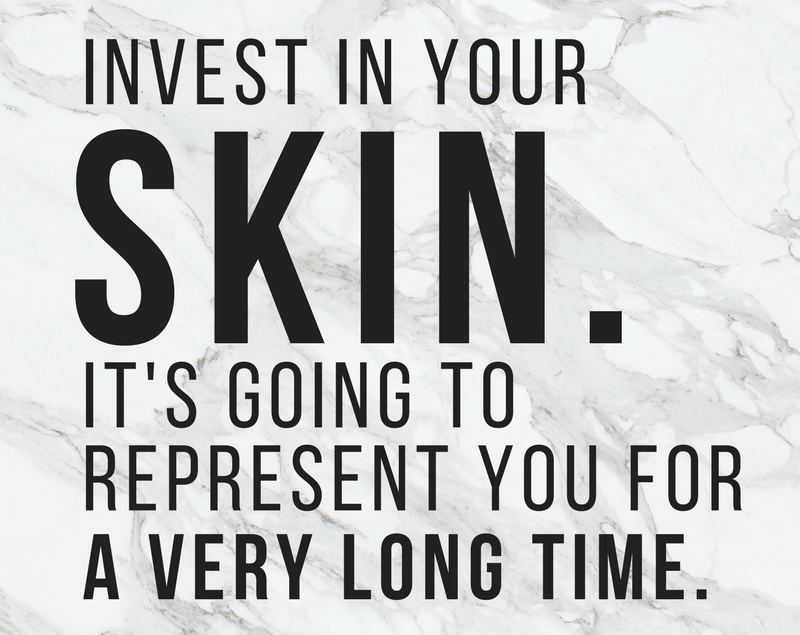 INVEST IN YOUR
SKIN.
IT'S GOING TO
REPRESENT YOU FOR
A VERY LONG TIME.